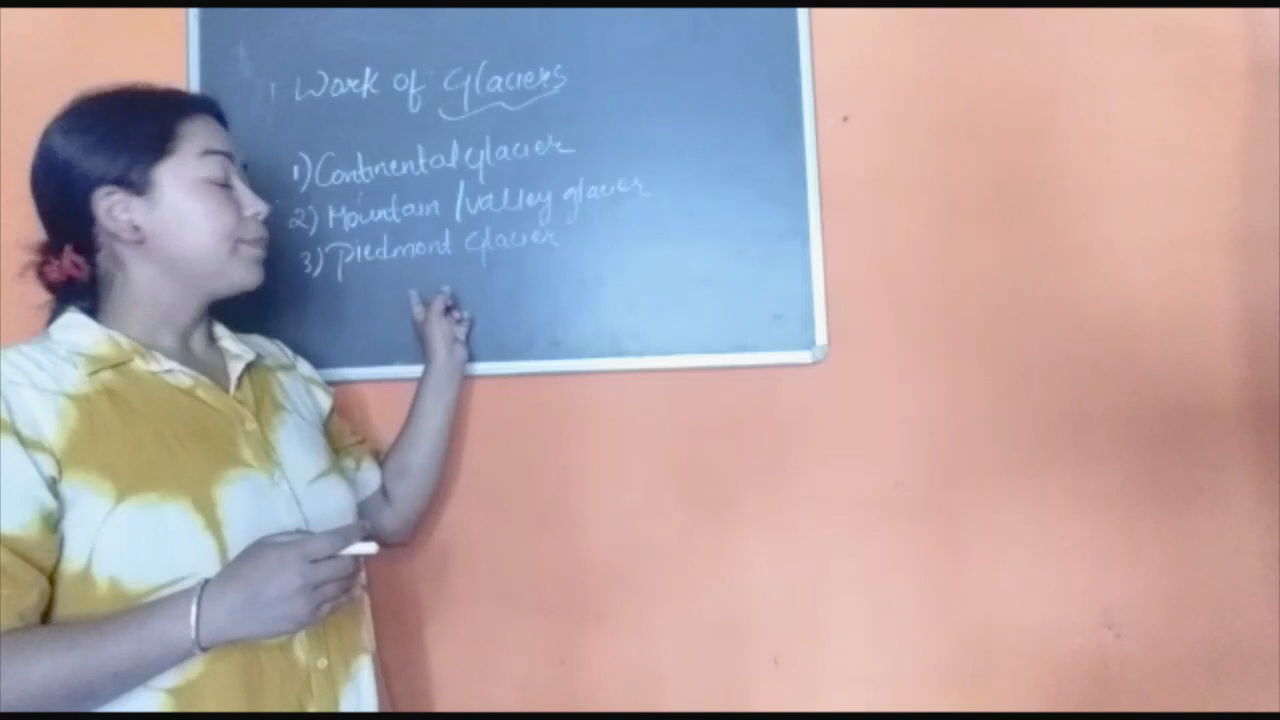 Work of Glaciers
1) Continental glacier
2) Mountain / valley glacier
3) Piedmont Glacier